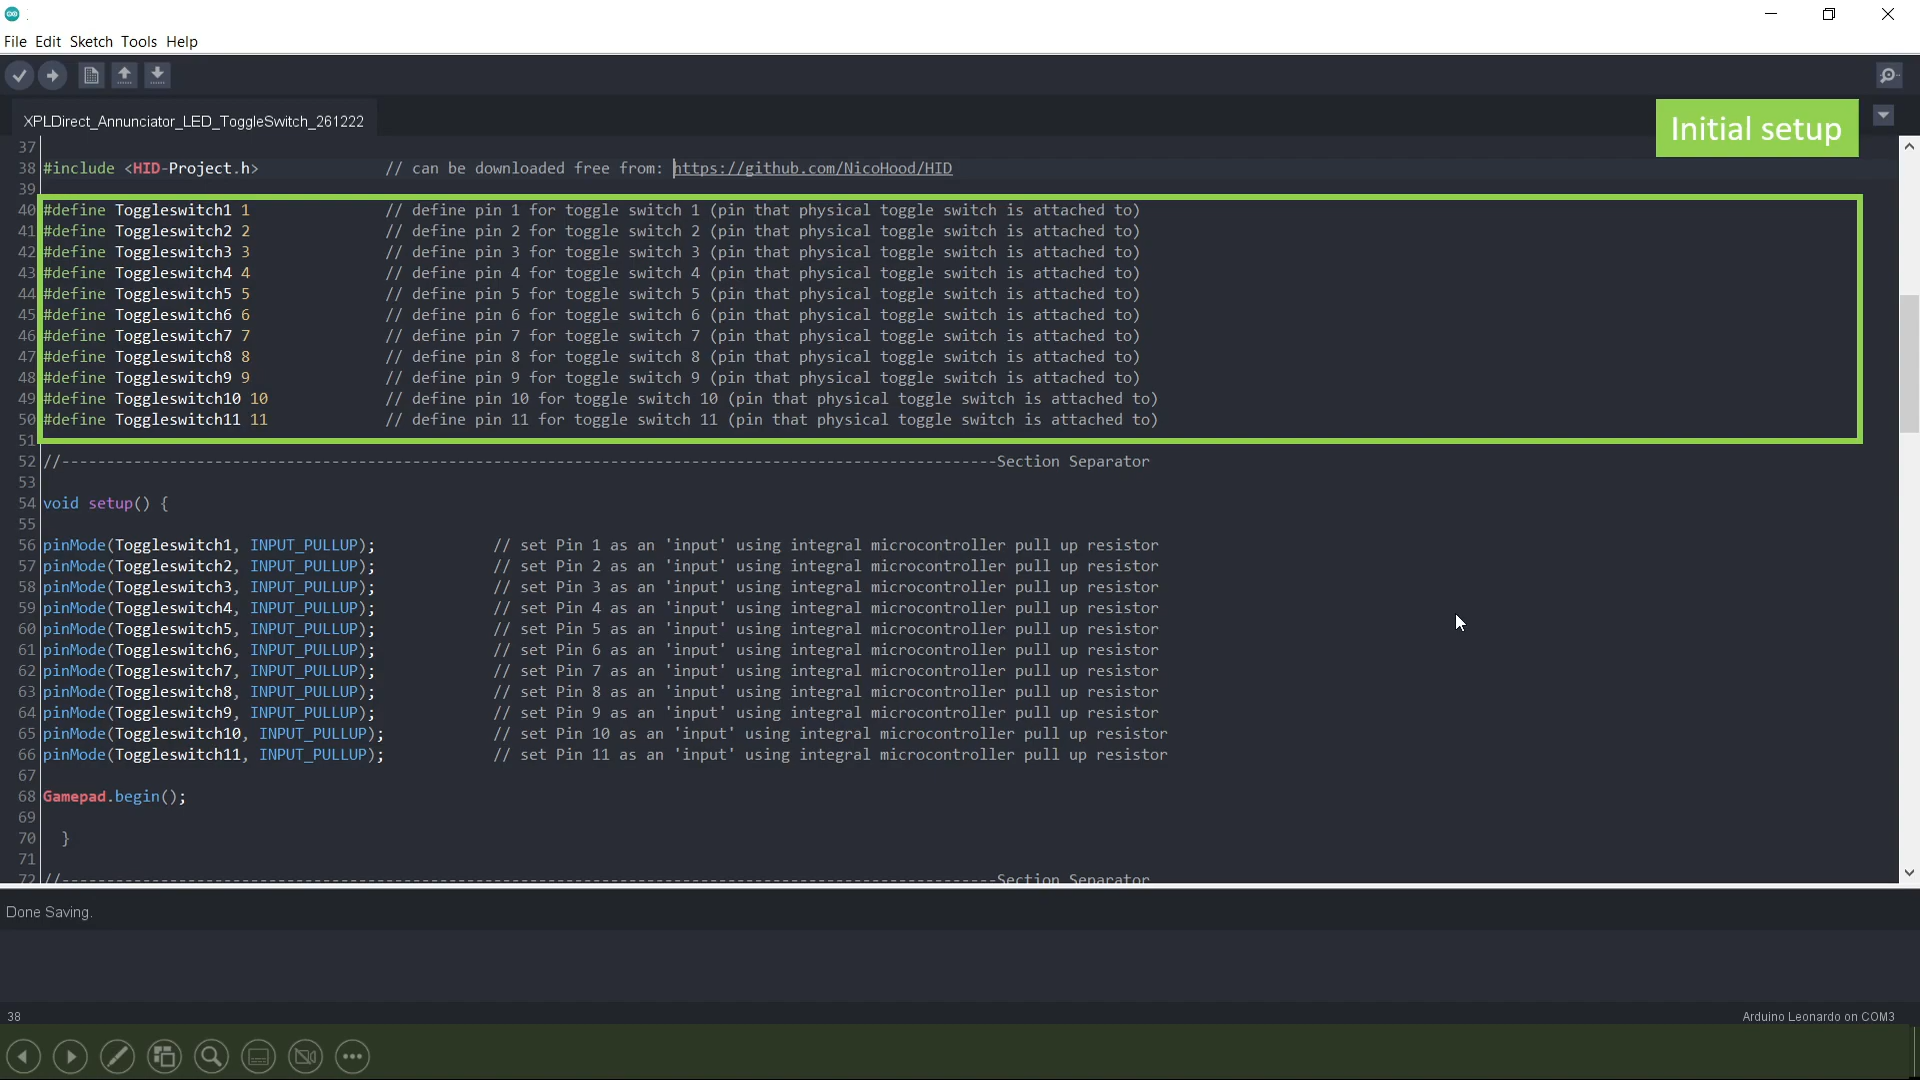 File Edit Sketch Tools Help
XPLDirect_Annunciator_LED_ToggleSwitch_261222
Initial setup
37
38 #include <HID-Project.h> // can be downloaded free from: https://github.com/NicoHood/HID
39
40 #define Toggleswitch1 1 // define pin 1 for toggle switch 1 (pin that physical toggle switch is attached to)
41 #define Toggleswitch2 2 // define pin 2 for toggle switch 2 (pin that physical toggle switch is attached to)
42 #define Toggleswitch3 3 // define pin 3 for toggle switch 3 (pin that physical toggle switch is attached to)
43 #define Toggleswitch4 4 // define pin 4 for toggle switch 4 (pin that physical toggle switch is attached to)
44 #define Toggleswitch5 5 // define pin 5 for toggle switch 5 (pin that physical toggle switch is attached to)
45 #define Toggleswitch6 6 // define pin 6 for toggle switch 6 (pin that physical toggle switch is attached to)
46 #define Toggleswitch7 7 // define pin 7 for toggle switch 7 (pin that physical toggle switch is attached to)
47 #define Toggleswitch8 8 // define pin 8 for toggle switch 8 (pin that physical toggle switch is attached to)
48 #define Toggleswitch9 9 // define pin 9 for toggle switch 9 (pin that physical toggle switch is attached to)
49 #define Toggleswitch10 10 // define pin 10 for toggle switch 10 (pin that physical toggle switch is attached to)
50 #define Toggleswitch11 11 // define pin 11 for toggle switch 11 (pin that physical toggle switch is attached to)
51
52 //--------------------------------------------------------------------------------------------------------Section Separator
53
54 void setup() {
55
56 pinMode(Toggleswitch1, INPUT_PULLUP); // set Pin 1 as an 'input' using integral microcontroller pull up resistor
57 pinMode(Toggleswitch2, INPUT_PULLUP); // set Pin 2 as an 'input' using integral microcontroller pull up resistor
58 pinMode(Toggleswitch3, INPUT_PULLUP); // set Pin 3 as an 'input' using integral microcontroller pull up resistor
59 pinMode(Toggleswitch4, INPUT_PULLUP); // set Pin 4 as an 'input' using integral microcontroller pull up resistor
60 pinMode(Toggleswitch5, INPUT_PULLUP); // set Pin 5 as an 'input' using integral microcontroller pull up resistor
61 pinMode(Toggleswitch6, INPUT_PULLUP); // set Pin 6 as an 'input' using integral microcontroller pull up resistor
62 pinMode(Toggleswitch7, INPUT_PULLUP); // set Pin 7 as an 'input' using integral microcontroller pull up resistor
63 pinMode(Toggleswitch8, INPUT_PULLUP); // set Pin 8 as an 'input' using integral microcontroller pull up resistor
64 pinMode(Toggleswitch9, INPUT_PULLUP); // set Pin 9 as an 'input' using integral microcontroller pull up resistor
65 pinMode(Toggleswitch10, INPUT_PULLUP); // set Pin 10 as an 'input' using integral microcontroller pull up resistor
66 pinMode(Toggleswitch11, INPUT_PULLUP); // set Pin 11 as an 'input' using integral microcontroller pull up resistor
67
68 Gamepad.begin();
69
70 }
71
72 //--------------------------------------------------------------------------------------------------------Section Separator
Done Saving.
38
Arduino Leonardo on COM3